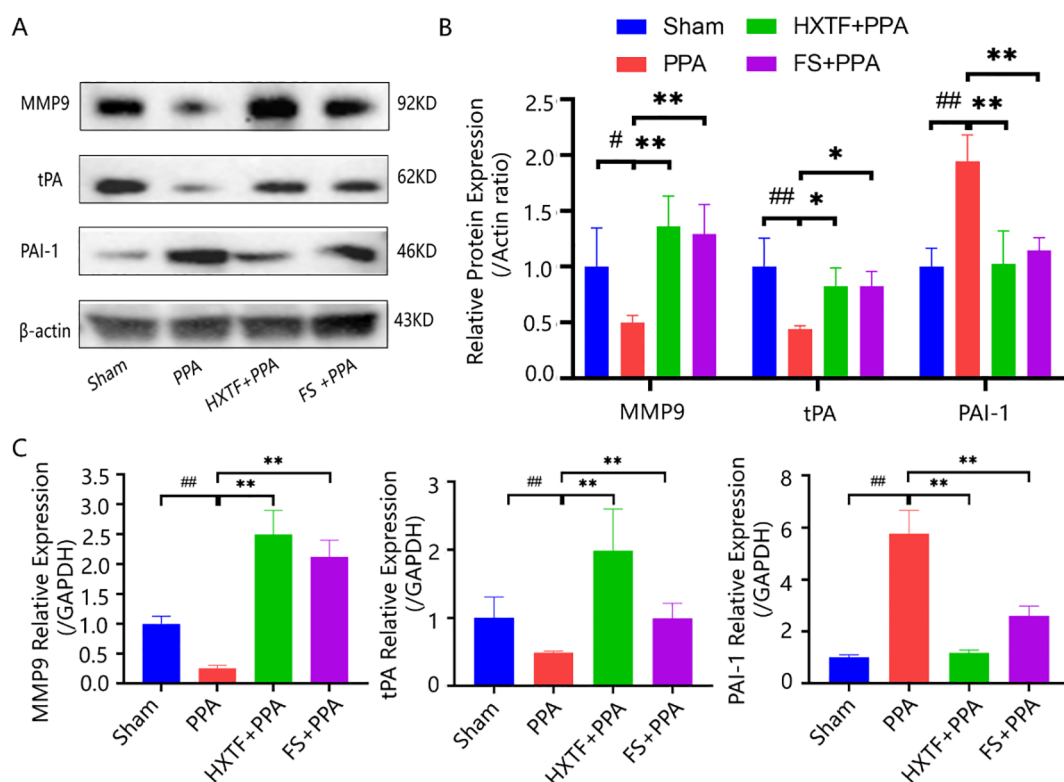 A
MMP9
92KD
tPA
62KD
PAI-1
46KD
β-actin
43KD
Sham
PPA
HXTF+PPA
FS +PPA
B
Sham
HXTF+PPA
PPA
FS+PPA
Relative Protein Expression
(/Actin ratio)
2.5
2.0
1.5
1.0
0.5
0.0
#
**
**
##
*
*
##
**
**
MMP9
tPA
PAI-1
C
MMP9 Relative Expression
(/GAPDH)
3.5
3.0
2.5
2.0
1.5
1.0
0.5
0.0
##
**
**
Sham
PPA
HXTF+PPA
FS+PPA
tPA Relative Expression
(/GAPDH)
3
2
1
0
##
**
**
Sham
PPA
HXTF+PPA
FS+PPA
PAI-1 Relative Expression
(/GAPDH)
8
6
4
2
0
##
**
**
Sham
PPA
HXTF+PPA
FS+PPA